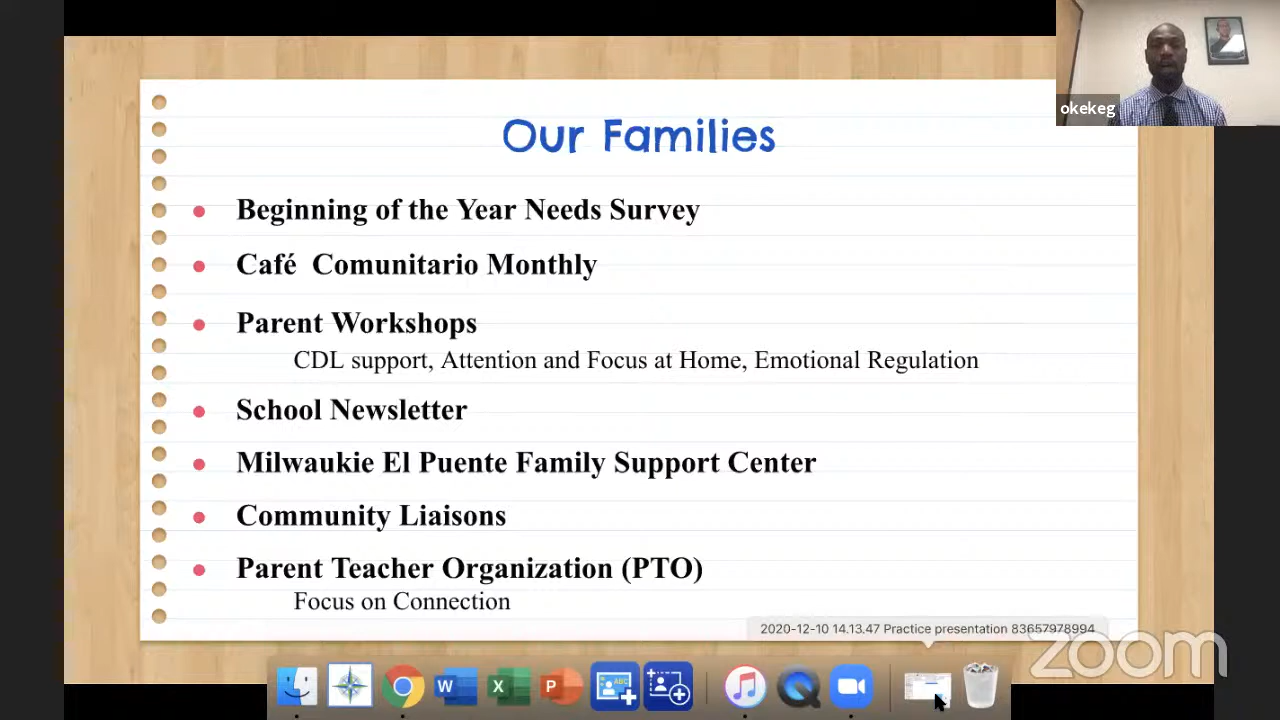 okekeg
Our Families
Beginning of the Year Needs Survey
Café Comunitario Monthly
Parent Workshops
CDL support, Attention and Focus at Home, Emotional Regulation
School Newsletter
Milwaukie El Puente Family Support Center
Community Liaisons
Parent Teacher Organization (PTO)
Focus on Connection
2020-12-10 14.13.47 Practice presentation 83657978994
zoom
W
X
P
ABC